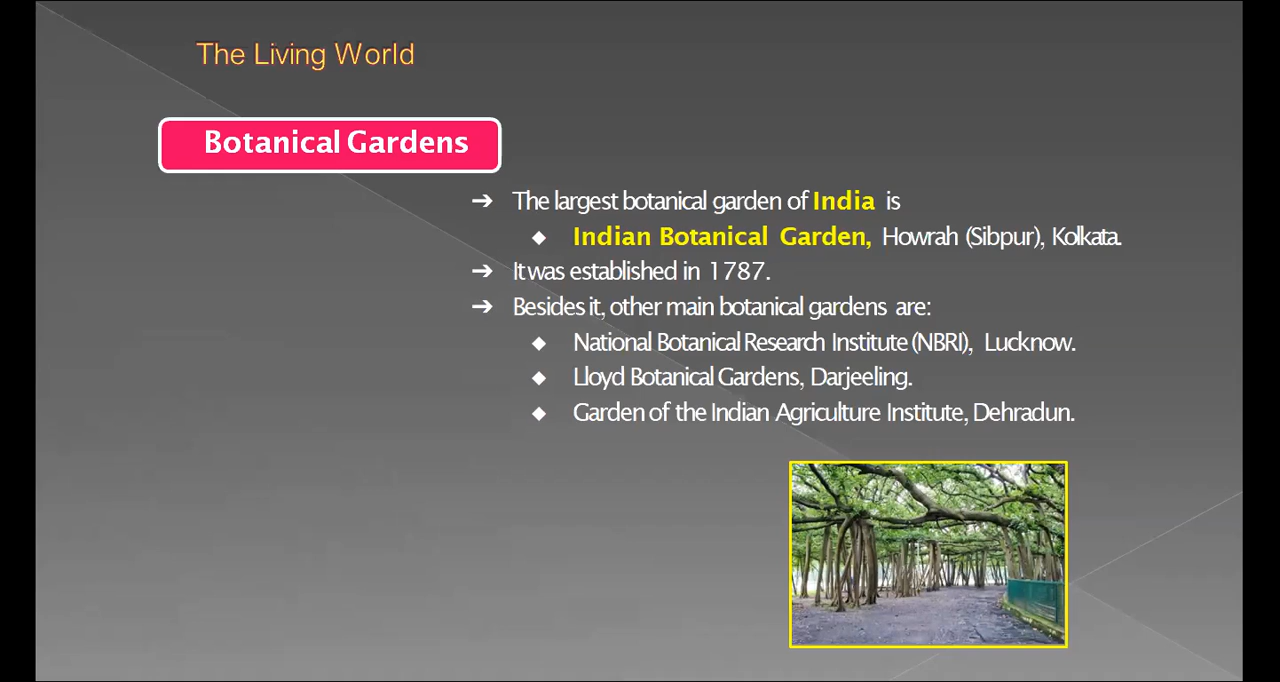 The Living World
Botanical Gardens
➔ The largest botanical garden of India is
◆ Indian Botanical Garden, Howrah (Sibpur), Kolkata.
➔ It was established in 1787.
➔ Besides it, other main botanical gardens are:
◆ National Botanical Research Institute (NBRI), Lucknow.
◆ Lloyd Botanical Gardens, Darjeeling.
◆ Garden of the Indian Agriculture Institute, Dehradun.